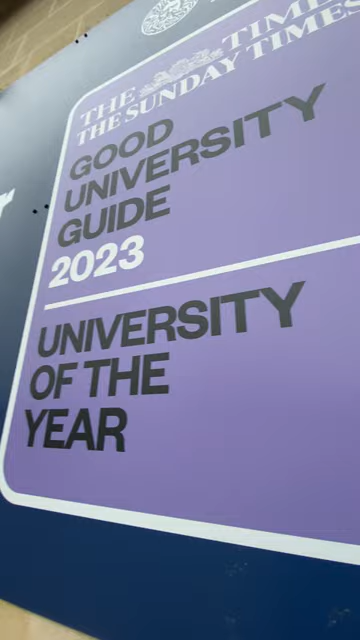 THE TIMES
THE SUNDAY TIMES
GOOD
UNIVERSITY
GUIDE
2023
UNIVERSITY
OF THE
YEAR